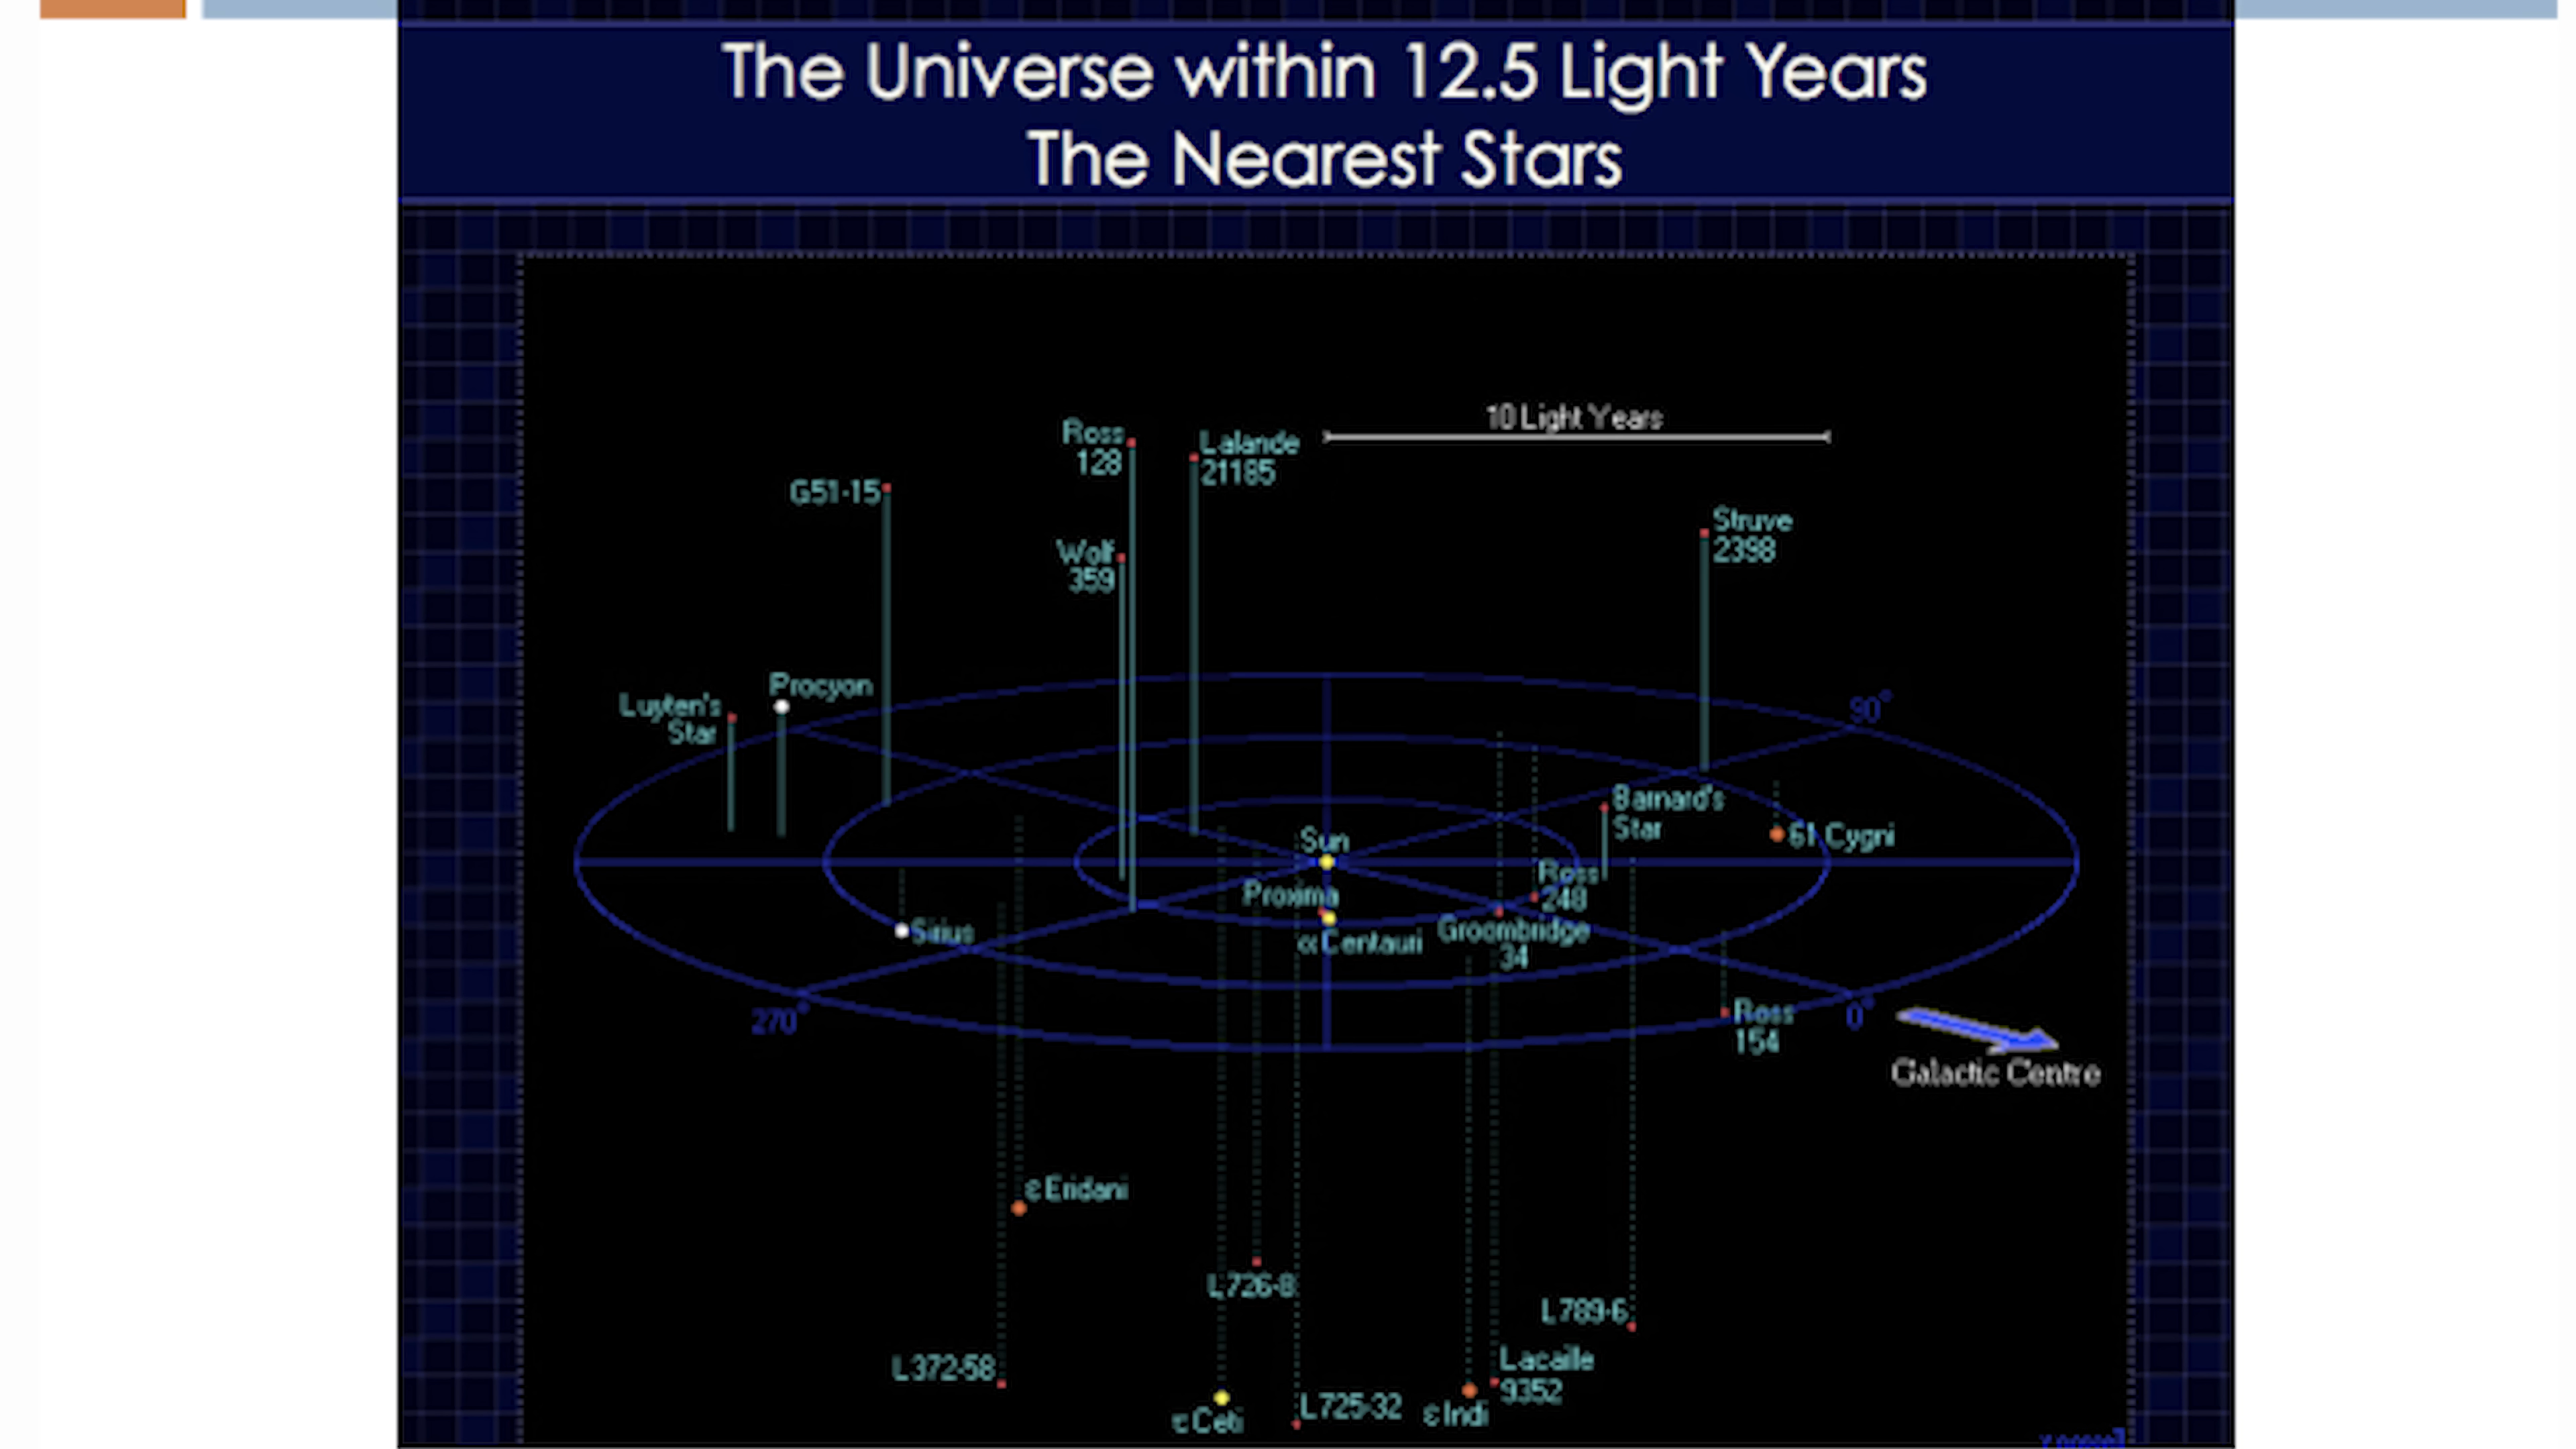 The Universe within 12.5 Light Years
The Nearest Stars
10 Light Years
Ross
128
Lalande
21185
G51-15
Struve
2398
Wolf
359
Procyon
Luyten's
Star
90°
Barnard's
Star
61 Cygni
Sun
Ross
248
Proxima
Sirius
Groombridge
34
α Centauri
270°
0°
Ross
154
Galactic Centre
ε Eridani
L726-8
L789-6
L372-58
Lacaille
9352
L725-32
ε Indi
τ Ceti